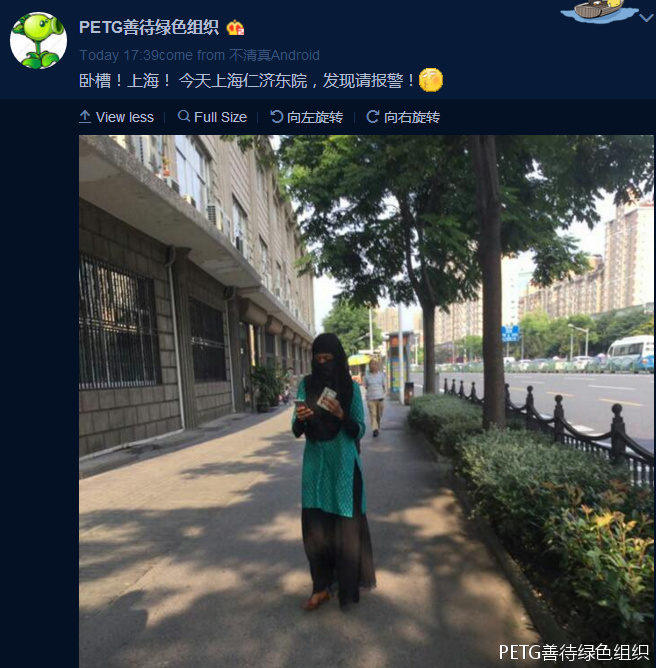 PETG善待绿色组织
Today 17:39come from 不清真Android
卧槽！上海！ 今天上海仁济东院，发现请报警！
View less
Full Size
向左旋转
向右旋转
PETG善待绿色组织